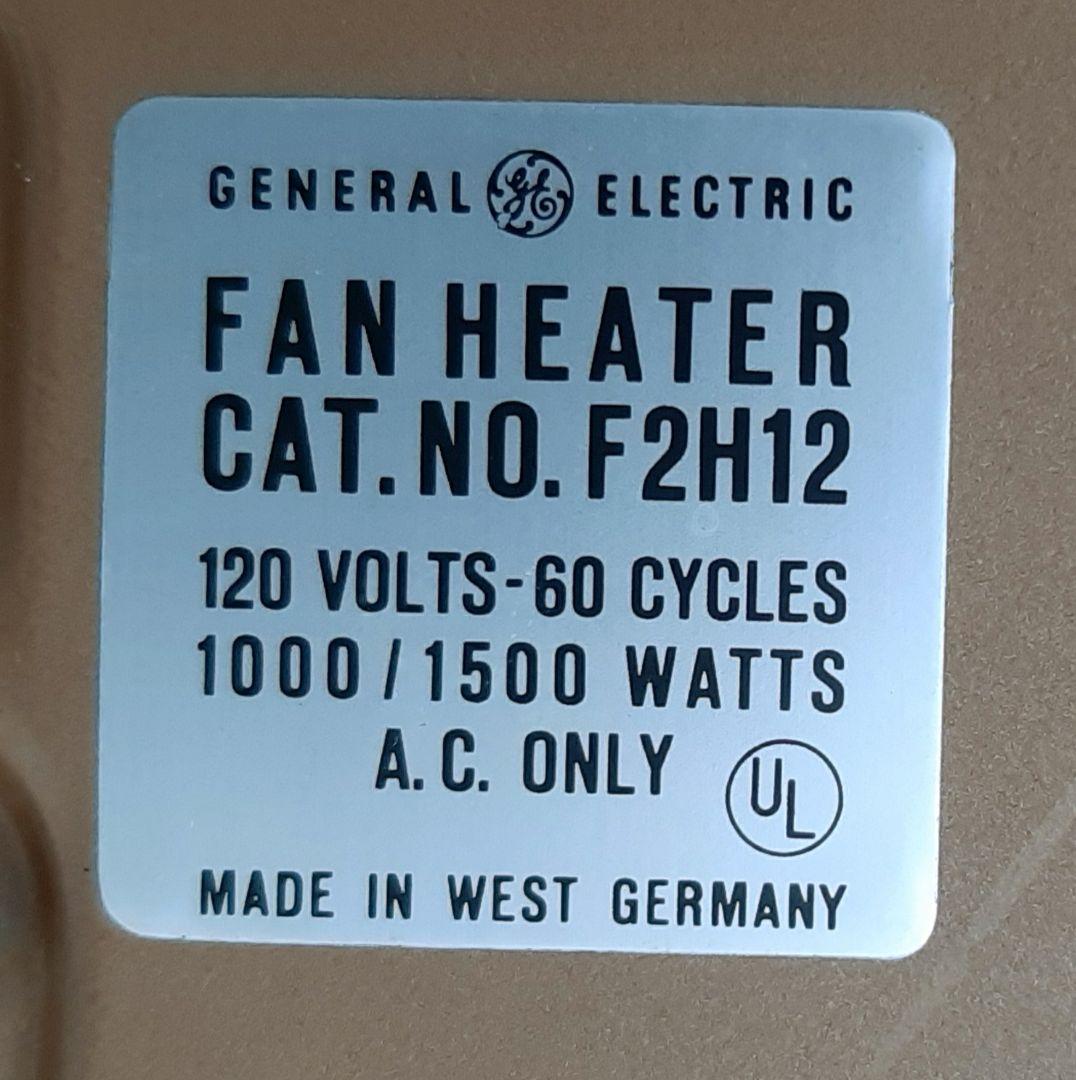 GENERAL GE ELECTRIC
FAN HEATER
CAT. NO. F2H12
120 VOLTS-60 CYCLES
1000/1500 WATTS
A.C. ONLY
UL
MADE IN WEST GERMANY